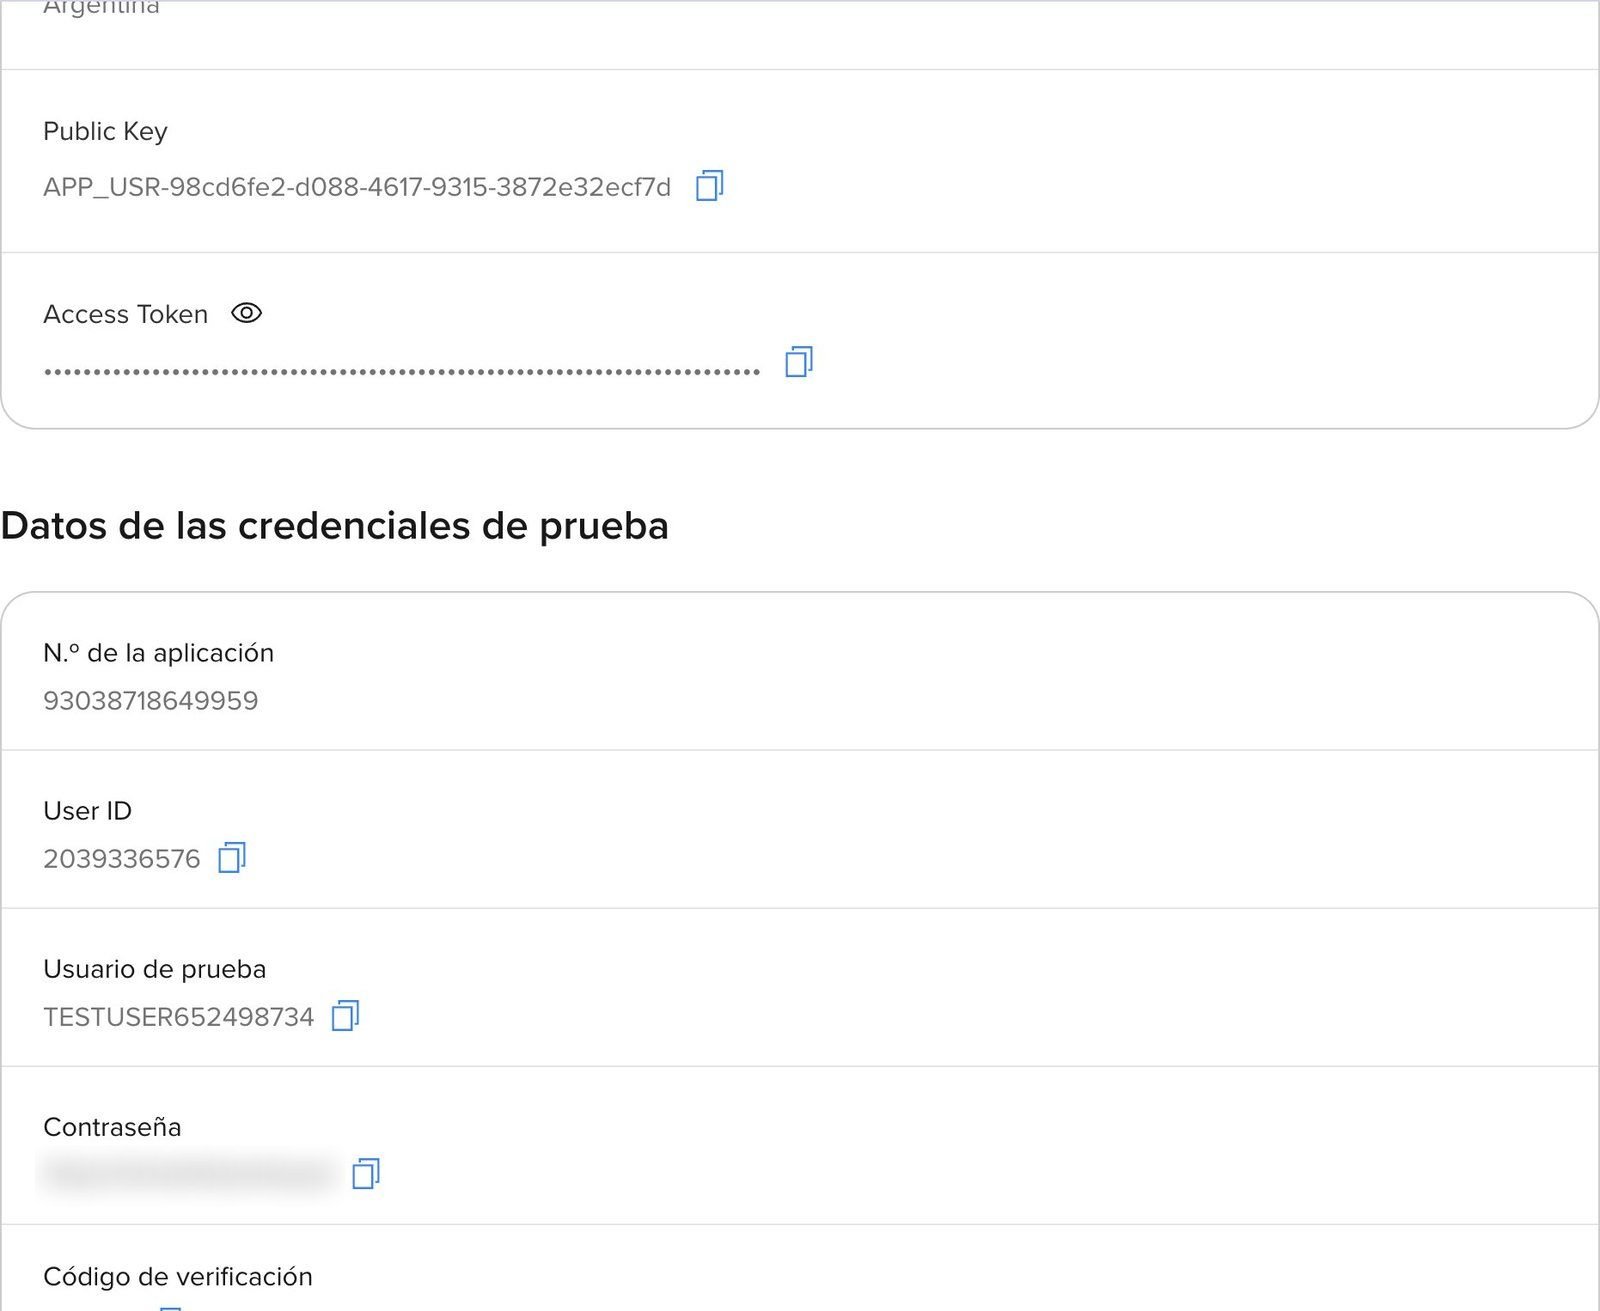 Argentina
Public Key
APP_USR-98cd6fe2-d088-4617-9315-3872e32ecf7d
Access Token
Datos de las credenciales de prueba
N.º de la aplicación
93038718649959
User ID
2039336576
Usuario de prueba
TESTUSER652498734
Contraseña
Código de verificación